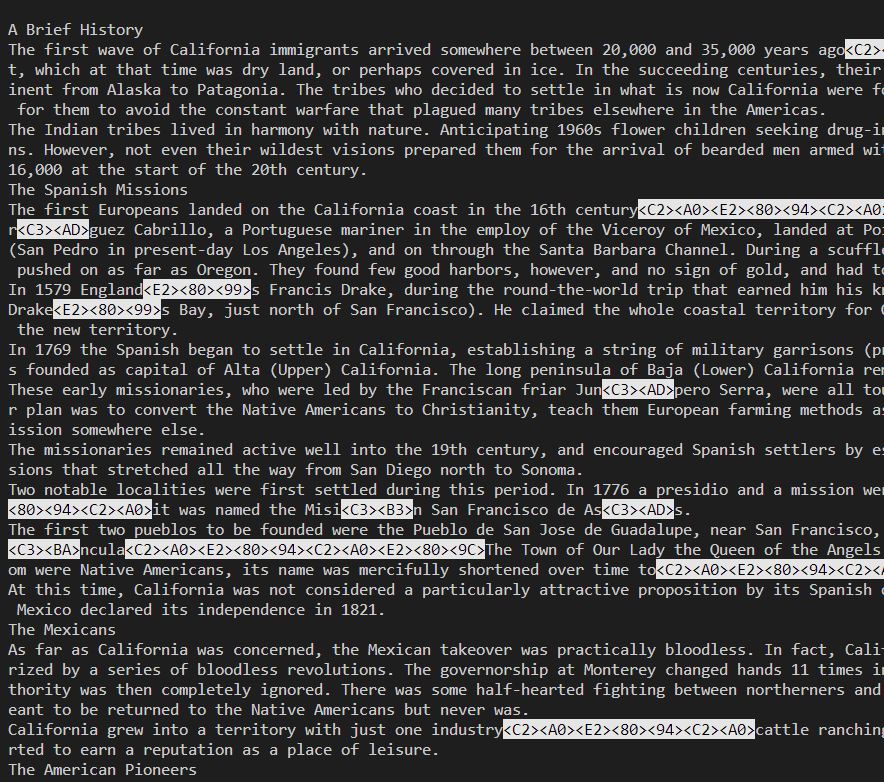 A Brief History
The first wave of California immigrants arrived somewhere between 20,000 and 35,000 years ago<C2><
t, which at that time was dry land, or perhaps covered in ice. In the succeeding centuries, their
inent from Alaska to Patagonia. The tribes who decided to settle in what is now California were fo
for them to avoid the constant warfare that plagued many tribes elsewhere in the Americas.
The Indian tribes lived in harmony with nature. Anticipating 1960s flower children seeking drug-in
ns. However, not even their wildest visions prepared them for the arrival of bearded men armed wit
16,000 at the start of the 20th century.
The Spanish Missions
The first Europeans landed on the California coast in the 16th century<C2><A0><E2><80><94><C2><A0>
r<C3><AD>guez Cabrillo, a Portuguese mariner in the employ of the Viceroy of Mexico, landed at Poi
(San Pedro in present-day Los Angeles), and on through the Santa Barbara Channel. During a scuffle
pushed on as far as Oregon. They found few good harbors, however, and no sign of gold, and had to
In 1579 England<E2><80><99>s Francis Drake, during the round-the-world trip that earned him his kn
Drake<E2><80><99>s Bay, just north of San Francisco). He claimed the whole coastal territory for
the new territory.
In 1769 the Spanish began to settle in California, establishing a string of military garrisons (pr
s founded as capital of Alta (Upper) California. The long peninsula of Baja (Lower) California rem
These early missionaries, who were led by the Franciscan friar Jun<C3><AD>pero Serra, were all tou
r plan was to convert the Native Americans to Christianity, teach them European farming methods as
ission somewhere else.
The missionaries remained active well into the 19th century, and encouraged Spanish settlers by es
sions that stretched all the way from San Diego north to Sonoma.
Two notable localities were first settled during this period. In 1776 a presidio and a mission wer
<80><94><C2><A0>it was named the Misi<C3><B3>n San Francisco de As<C3><AD>s.
The first two pueblos to be founded were the Pueblo de San Jose de Guadalupe, near San Francisco,
<C3><BA>ncula<C2><A0><E2><80><94><C2><A0><E2><80><9C>The Town of Our Lady the Queen of the Angels
om were Native Americans, its name was mercifully shortened over time to<C2><A0><E2><80><94><C2><A
At this time, California was not considered a particularly attractive proposition by its Spanish
Mexico declared its independence in 1821.
The Mexicans
As far as California was concerned, the Mexican takeover was practically bloodless. In fact, Calif
rized by a series of bloodless revolutions. The governorship at Monterey changed hands 11 times in
thority was then completely ignored. There was some half-hearted fighting between northerners and
eant to be returned to the Native Americans but never was.
California grew into a territory with just one industry<C2><A0><E2><80><94><C2><A0>cattle ranching
rted to earn a reputation as a place of leisure.
The American Pioneers